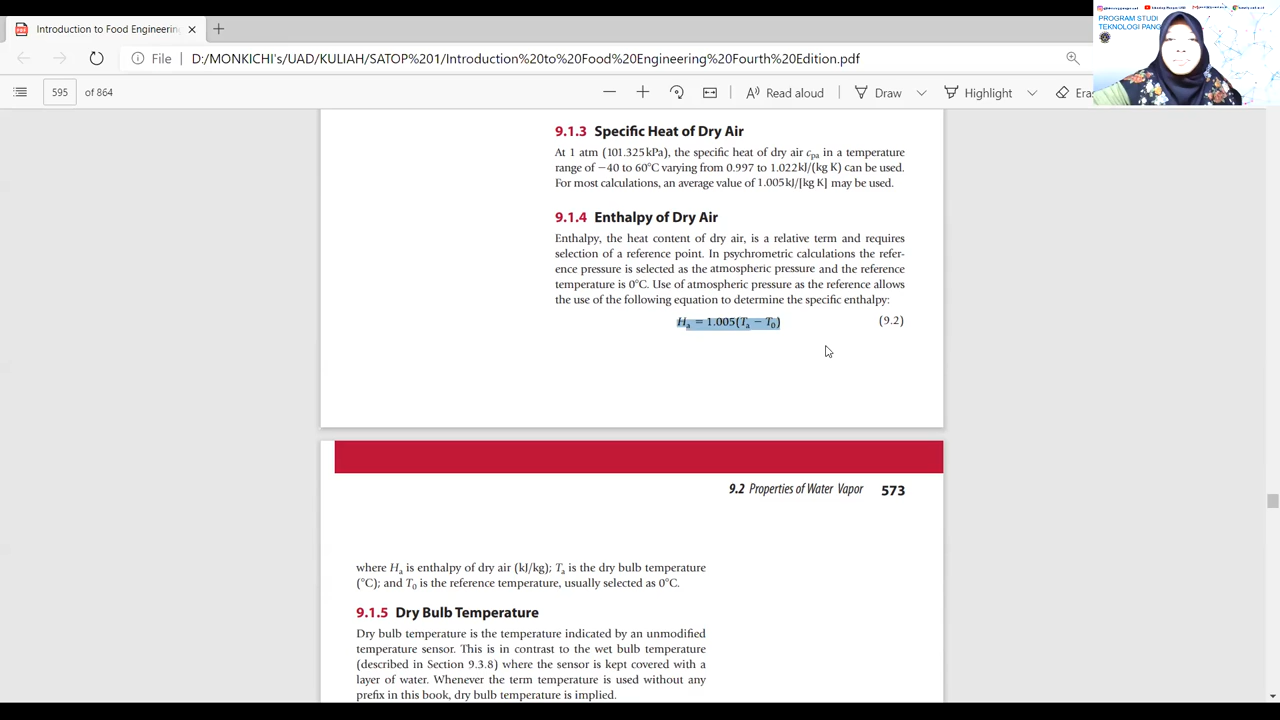 Introduction to Food Engineering
File
D:/MONKICHI's/UAD/KULIAH/SATOP%201/Introduction%20to%20Food%20Engineering%20Fourth%20Edition.pdf
595 of 864
Read aloud
Draw
Highlight
Era
PROGRAM STUDI
TEKNOLOGI PANG
9.1.3 Specific Heat of Dry Air
At 1 atm (101.325 kPa), the specific heat of dry air cpa in a temperature
range of −40 to 60°C varying from 0.997 to 1.022 kJ/(kg K) can be used.
For most calculations, an average value of 1.005 kJ/[kg K] may be used.
9.1.4 Enthalpy of Dry Air
Enthalpy, the heat content of dry air, is a relative term and requires
selection of a reference point. In psychrometric calculations the refer-
ence pressure is selected as the atmospheric pressure and the reference
temperature is 0°C. Use of atmospheric pressure as the reference allows
the use of the following equation to determine the specific enthalpy:
Ha = 1.005(Ta − T0) (9.2)
9.2 Properties of Water Vapor 573
where Ha is enthalpy of dry air (kJ/kg); Ta is the dry bulb temperature
(°C); and T0 is the reference temperature, usually selected as 0°C.
9.1.5 Dry Bulb Temperature
Dry bulb temperature is the temperature indicated by an unmodified
temperature sensor. This is in contrast to the wet bulb temperature
(described in Section 9.3.8) where the sensor is kept covered with a
layer of water. Whenever the term temperature is used without any
prefix in this book, dry bulb temperature is implied.